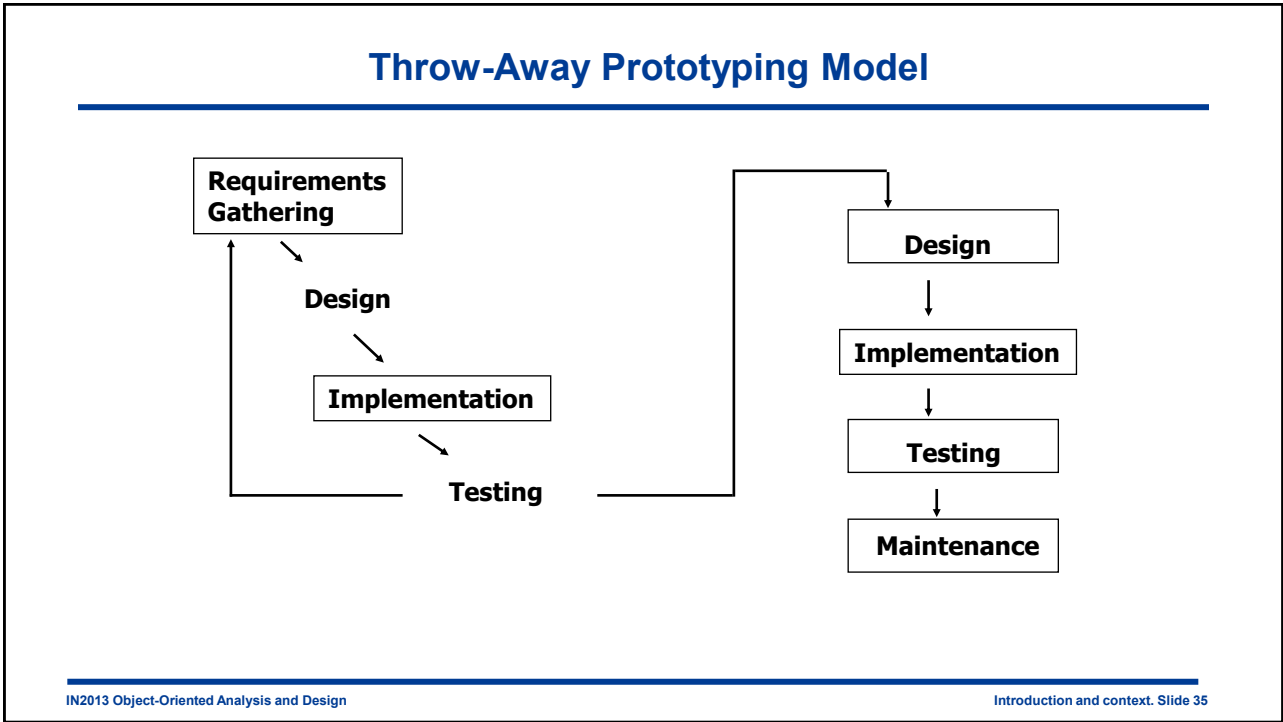 Throw-Away Prototyping Model
Requirements
Gathering
Design
Implementation
Testing
Design
Implementation
Testing
Maintenance
IN2013 Object-Oriented Analysis and Design
Introduction and context. Slide 35